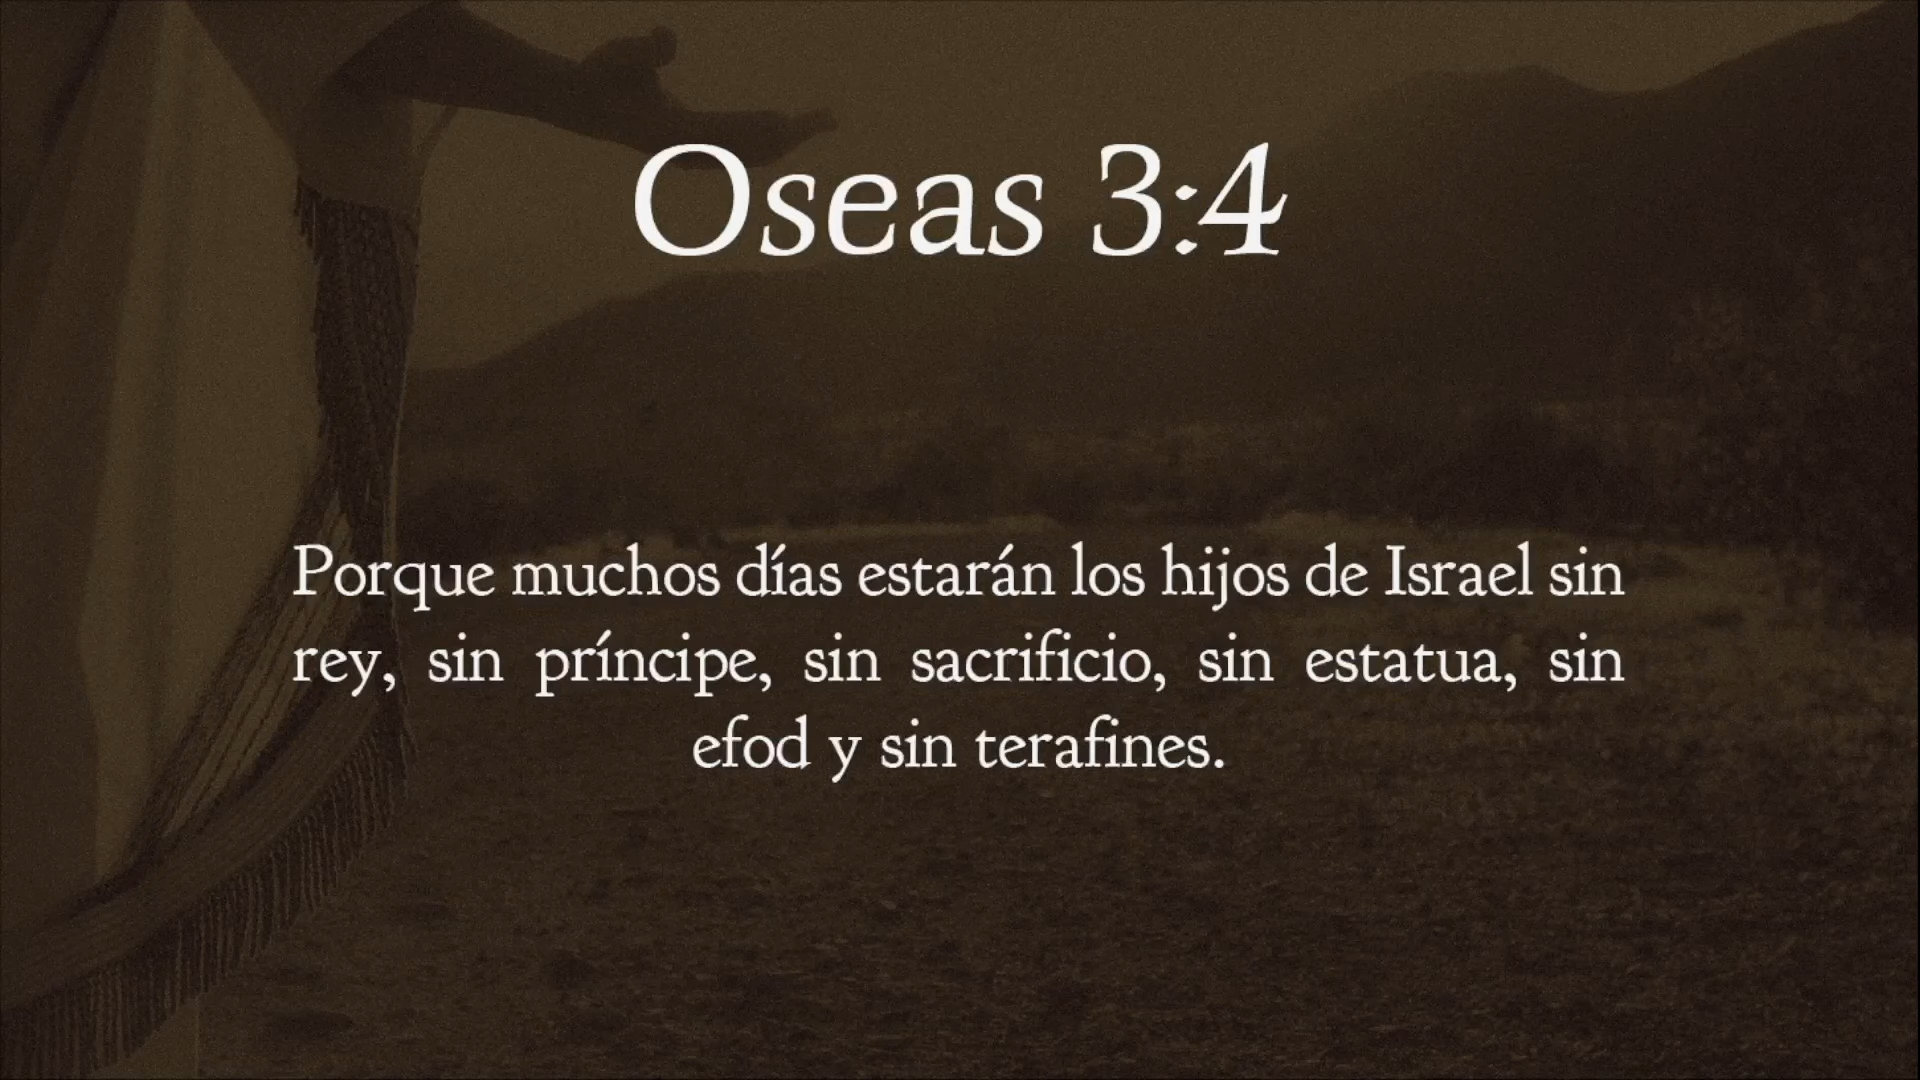 Oseas 3:4
Porque muchos días estarán los hijos de Israel sin
rey, sin príncipe, sin sacrificio, sin estatua, sin
efod y sin terafines.